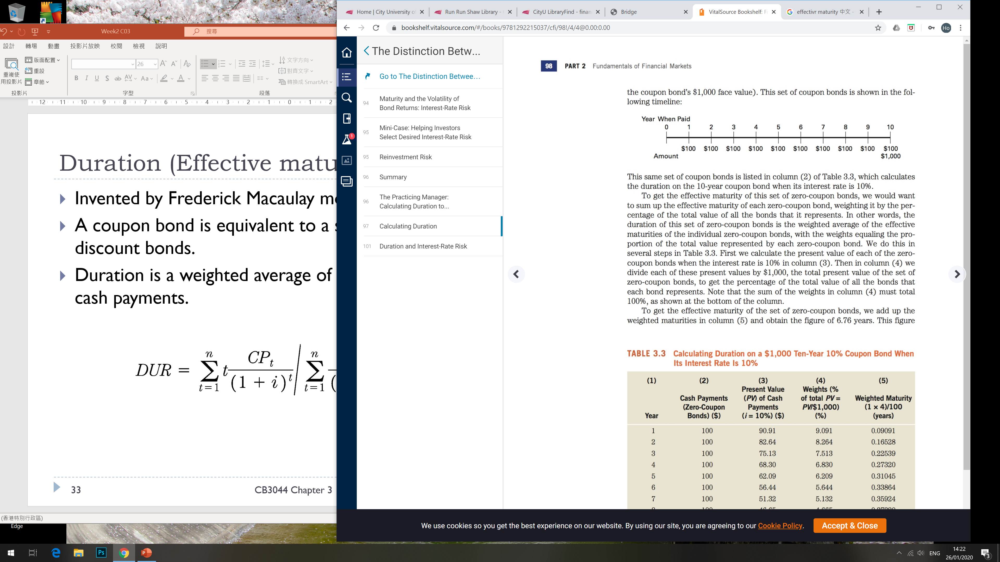 Week2 C03
搜尋
設計 轉場 動畫 投影片放映 校閱 檢視 說明
重複使
用投影片
版面配置
重設
章節
投影片
26
B I U S ab AV Aa A
字型
文字方向
對齊文字
轉換成 SmartArt
段落
12 11 10 9 8 7 6 5 4 3 2 1 0 1 2
Duration (Effective matu
Invented by Frederick Macaulay
A coupon bond is equivalent to a
discount bonds.
Duration is a weighted average of
cash payments.
DUR = n ∑ t=1 t CPt (1 + i)t / n ∑ t=1 (
33
CB3044 Chapter 3
(香港特別行政區)
Edge
Home | City University of
Run Run Shaw Library -
CityU LibraryFind - finan
Bridge
VitalSource Bookshelf: F
effectivr maturity 中文 -
bookshelf.vitalsource.com/#/books/9781292215037/cfi/98!/4/4@0.00:0.00
Ho
1
The Distinction Betw...
Go to The Distinction Betwee...
94 Maturity and the Volatility of
Bond Returns: Interest-Rate Risk
95 Mini-Case: Helping Investors
Select Desired Interest-Rate Risk
95 Reinvestment Risk
96 Summary
96 The Practicing Manager:
Calculating Duration to...
97 Calculating Duration
101 Duration and Interest-Rate Risk
98 PART 2 Fundamentals of Financial Markets
the coupon bond's $1,000 face value). This set of coupon bonds is shown in the fol-
lowing timeline:
Year When Paid
0 1 2 3 4 5 6 7 8 9 10
$100 $100 $100 $100 $100 $100 $100 $100 $100 $100
Amount $1,000
This same set of coupon bonds is listed in column (2) of Table 3.3, which calculates
the duration on the 10-year coupon bond when its interest rate is 10%.
To get the effective maturity of this set of zero-coupon bonds, we would want
to sum up the effective maturity of each zero-coupon bond, weighting it by the per-
centage of the total value of all the bonds that it represents. In other words, the
duration of this set of zero-coupon bonds is the weighted average of the effective
maturities of the individual zero-coupon bonds, with the weights equaling the pro-
portion of the total value represented by each zero-coupon bond. We do this in
several steps in Table 3.3. First we calculate the present value of each of the zero-
coupon bonds when the interest rate is 10% in column (3). Then in column (4) we
divide each of these present values by $1,000, the total present value of the set of
zero-coupon bonds, to get the percentage of the total value of all the bonds that
each bond represents. Note that the sum of the weights in column (4) must total
100%, as shown at the bottom of the column.
To get the effective maturity of the set of zero-coupon bonds, we add up the
weighted maturities in column (5) and obtain the figure of 6.76 years. This figure
TABLE 3.3 Calculating Duration on a $1,000 Ten-Year 10% Coupon Bond When
Its Interest Rate Is 10%
(1) (2) (3) (4) (5)
Present Value Weights (%
Cash Payments (PV) of Cash of total PV = Weighted Maturity
(Zero-Coupon Payments PV/$1,000) (1 x 4)/100
Year Bonds) ($) (i = 10%) ($) (%) (years)
1 100 90.91 9.091 0.09091
2 100 82.64 8.264 0.16528
3 100 75.13 7.513 0.22539
4 100 68.30 6.830 0.27320
5 100 62.09 6.209 0.31045
6 100 56.44 5.644 0.33864
7 100 51.32 5.132 0.35924
We use cookies so you get the best experience on our website. By using our site, you are agreeing to our Cookie Policy.
Accept & Close
Ps
ENG
14:22
26/01/2020
3